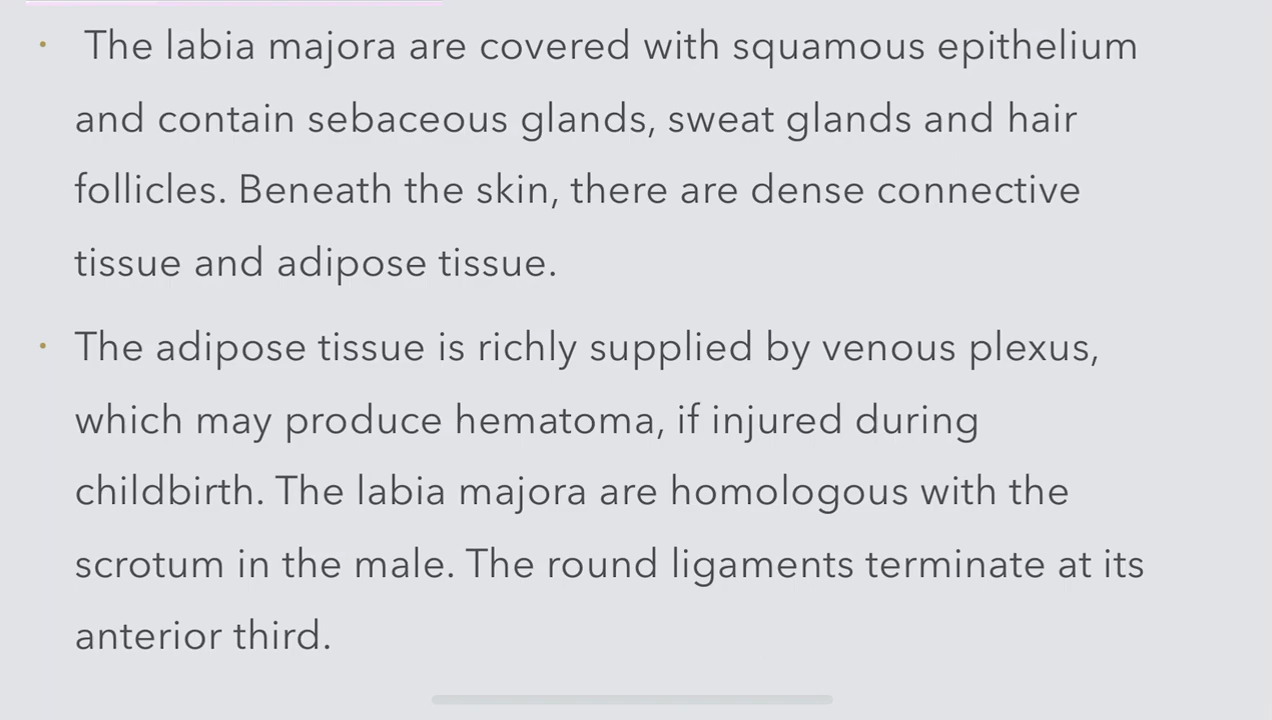 • The labia majora are covered with squamous epithelium
and contain sebaceous glands, sweat glands and hair
follicles. Beneath the skin, there are dense connective
tissue and adipose tissue.
• The adipose tissue is richly supplied by venous plexus,
which may produce hematoma, if injured during
childbirth. The labia majora are homologous with the
scrotum in the male. The round ligaments terminate at its
anterior third.